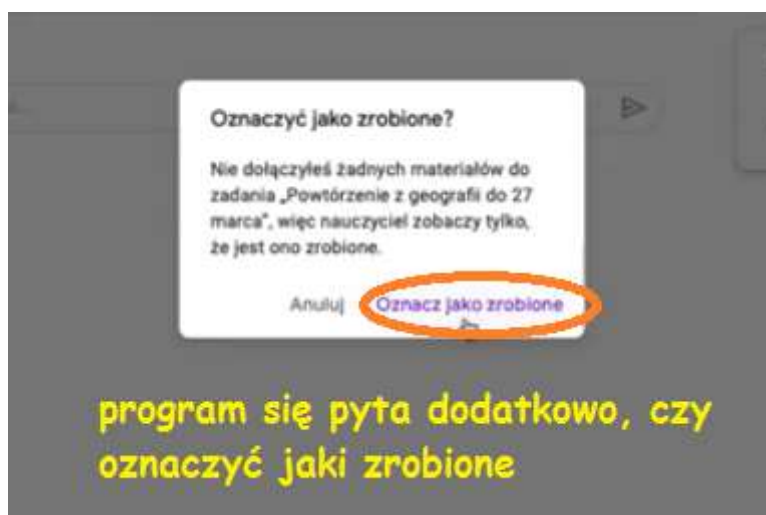 Oznaczyć jako zrobione?
Nie dołączyłeś żadnych materiałów do
zadania „Powtórzenie z geografii do 27
marca”, więc nauczyciel zobaczy tylko,
że jest ono zrobione.
Anuluj Oznacz jako zrobione
program się pyta dodatkowo, czy
oznaczyć jaki zrobione